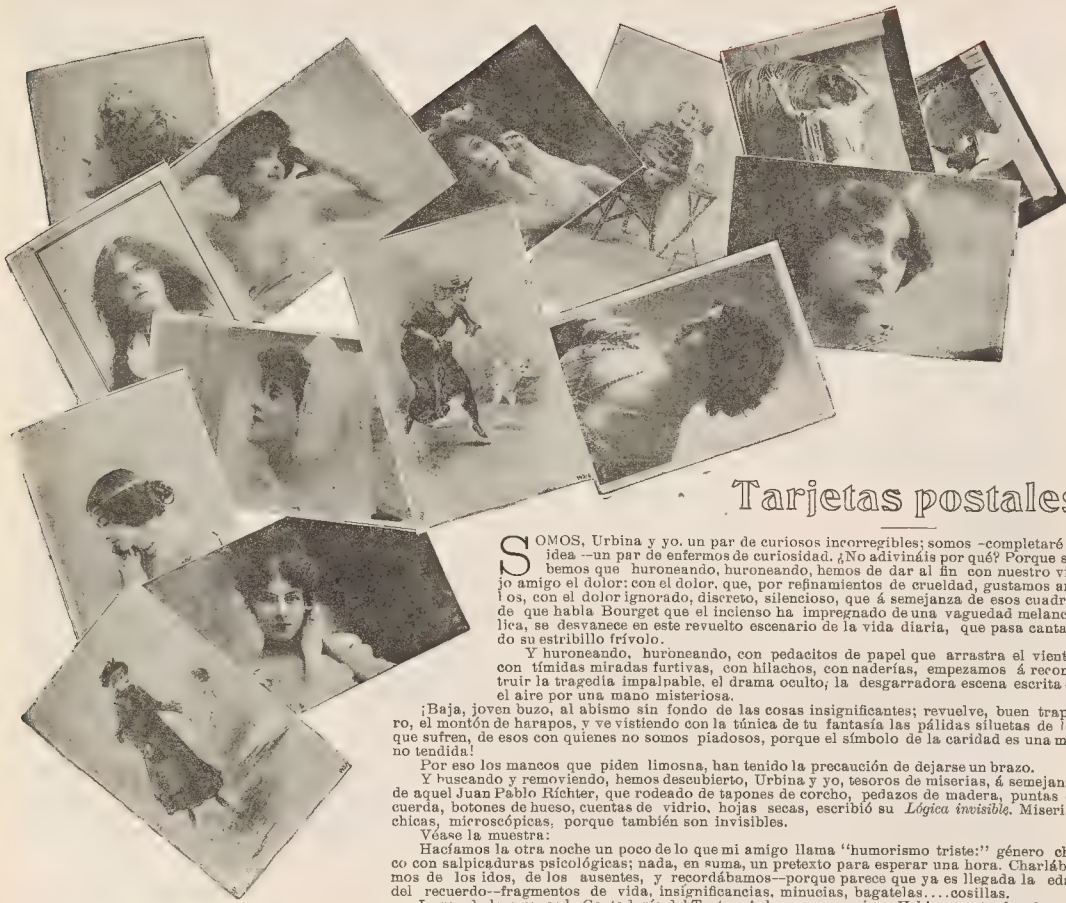 Tarjetas postales
SOMOS, Urbina y yo, un par de curiosos incorregibles; somos -completaré
idea --un par de enfermos de curiosidad. ¿No adivináis por qué? Porque s
bemos que huroneando, huroneando, hemos de dar al fin con nuestro vi
jo amigo el dolor: con el dolor, que, por refinamientos de crueldad, gustamos
los, con el dolor ignorado, discreto, silencioso, que á semejanza de esos cuadr
de que habla Bourget que el incienso ha impregnado de una vaguedad melanc
lica, se desvanece en este revuelto escenario de la vida diaria, que pasa canta
do su estribillo frívolo.
Y huroneando, huroneando, con pedacitos de papel que arrastra el vient
con tímidas miradas furtivas, con hilachos, con naderías, empezamos á recon
truir la tragedia impalpable, el drama oculto, la desgarradora escena escrita
el aire por una mano misteriosa.
¡Baja, joven buzo, al abismo sin fondo de las cosas insignificantes; revuelve, buen trap
ro, el montón de harapos, y ve vistiendo con la túnica de tu fantasía las pálidas siluetas de
que sufren, de esos con quienes no somos piadosos, porque el símbolo de la caridad es una m
no tendida!
Por eso los mancos que piden limosna, han tenido la precaución de dejarse un brazo.
Y buscando y removiendo, hemos descubierto, Urbina y yo, tesoros de miserias, á semejan
de aquel Juan Pablo Ríchter, que rodeado de tapones de corcho, pedazos de madera, puntas
cuerda, botones de hueso, cuentas de vidrio, hojas secas, escribió su Lógica invisible. Miseri
chicas, microscópicas, porque también son invisibles.
Véase la muestra:
Hacíamos la otra noche un poco de lo que mi amigo llama "humorismo triste:" género ch
co con salpicaduras psicológicas; nada, en suma, un pretexto para esperar una hora. Charláb
mos de los idos, de los ausentes, y recordábamos--porque parece que ya es llegada la eda
del recuerdo--fragmentos de vida, insignificancias, minucias, bagatelas....cosillas.